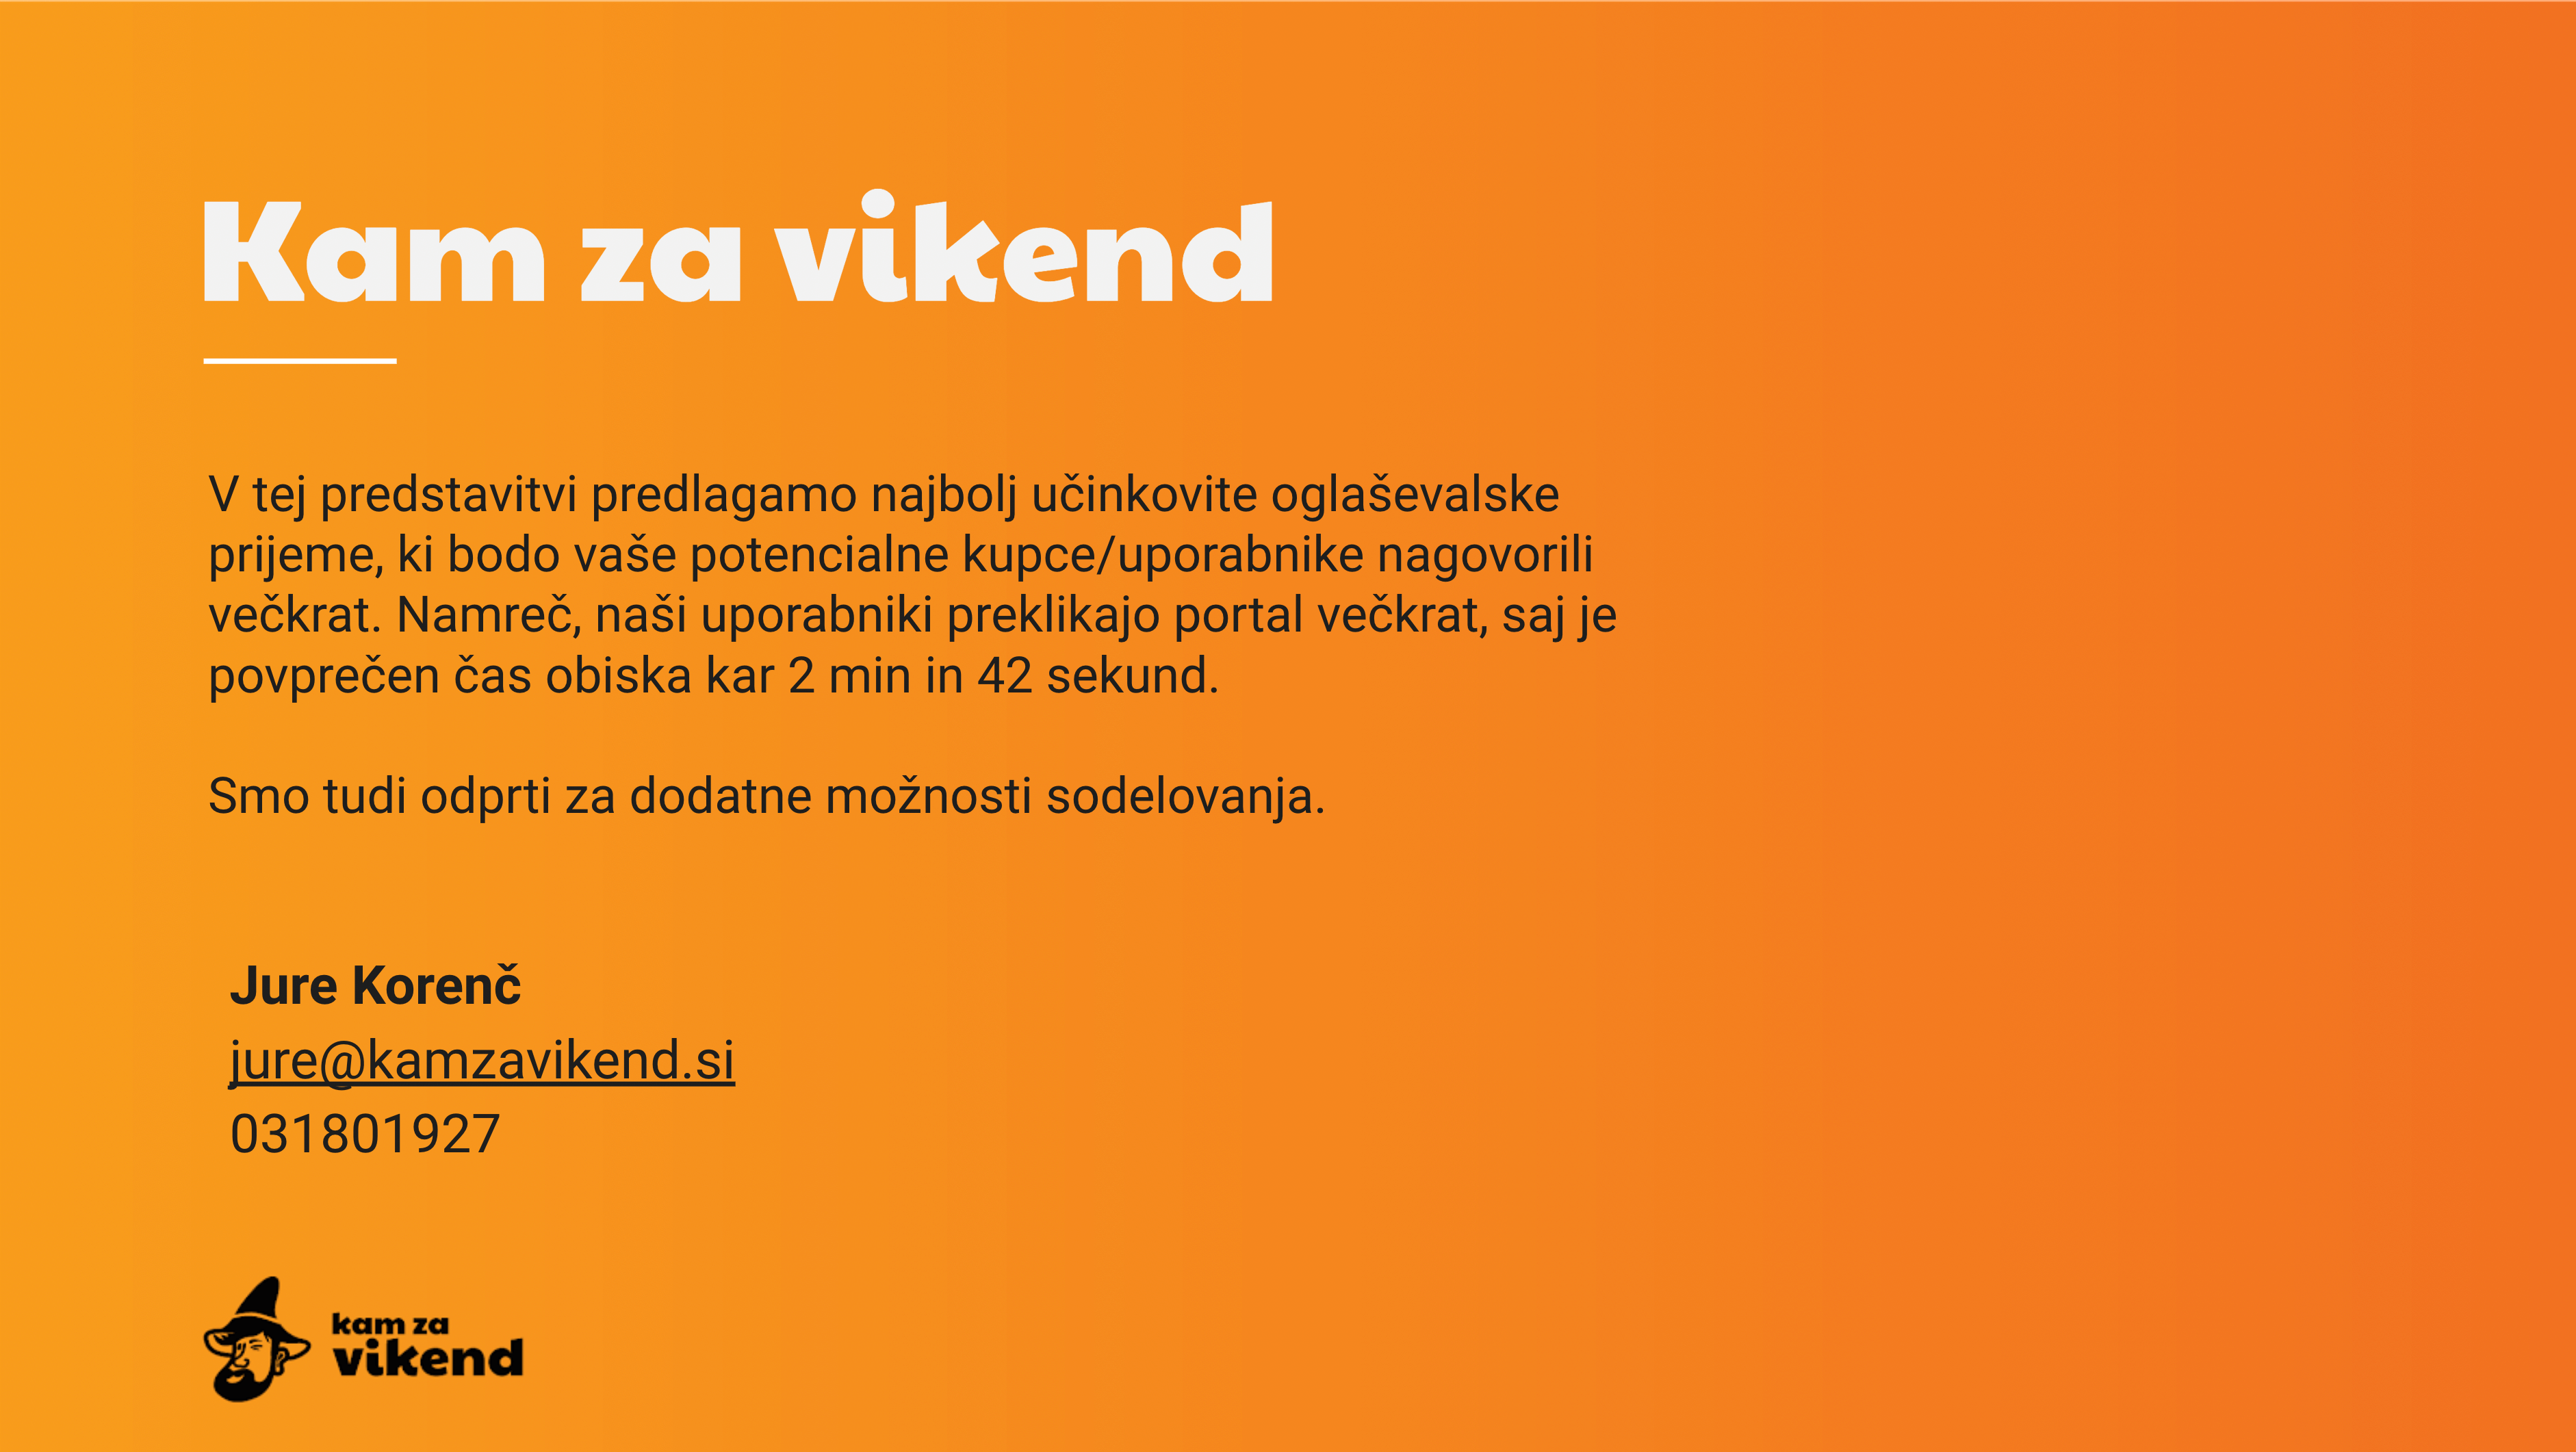 Kam za vikend
V tej predstavitvi predlagamo najbolj učinkovite oglaševalske
prijeme, ki bodo vaše potencialne kupce/uporabnike nagovorili
večkrat. Namreč, naši uporabniki preklikajo portal večkrat, saj je
povprečen čas obiska kar 2 min in 42 sekund.
Smo tudi odprti za dodatne možnosti sodelovanja.
Jure Korenč
jure@kamzavikend.si
031801927
kam za
vikend